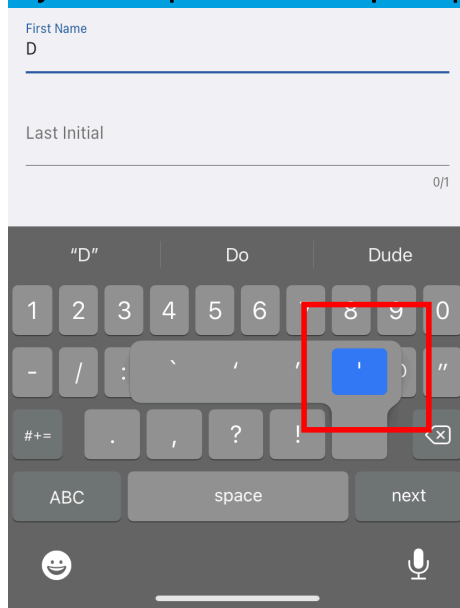 First Name
D
Last Initial
0/1
“D” Do Dude
1 2 3 4 5 6 7 8 9 0
- / : ` ‘ ’ ' ”
#+= . , ? !
ABC space next